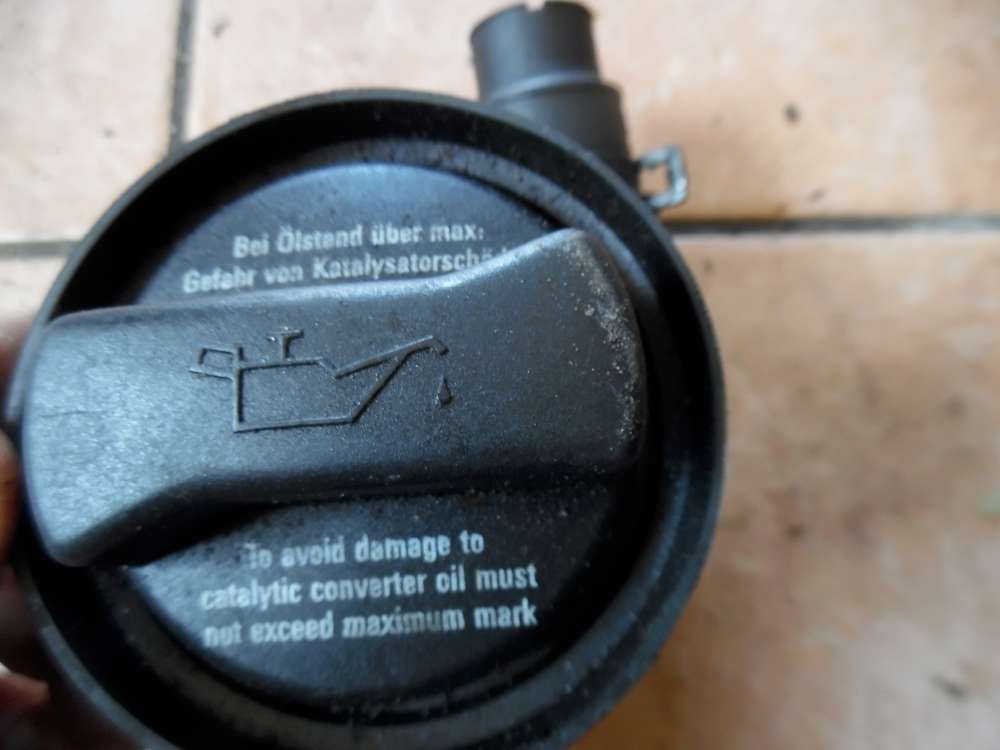 Bei Ölstand über max:
Gefahr von
To avoid damage to
catalytic converter oil must
not exceed maximum mark